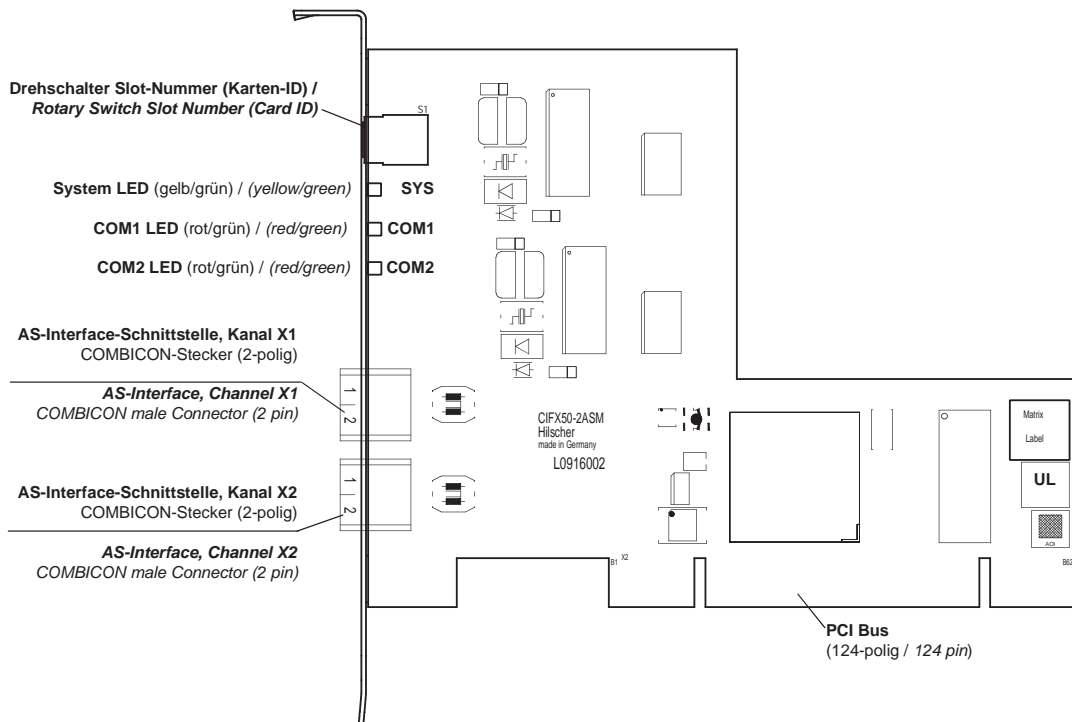 Drehschalter Slot-Nummer (Karten-ID) /
Rotary Switch Slot Number (Card ID)
S1
System LED (gelb/grün) / (yellow/green)
SYS
COM1 LED (rot/grün) / (red/green)
COM1
COM2 LED (rot/grün) / (red/green)
COM2
AS-Interface-Schnittstelle, Kanal X1
COMBICON-Stecker (2-polig)
AS-Interface, Channel X1
COMBICON male Connector (2 pin)
1
2
AS-Interface-Schnittstelle, Kanal X2
COMBICON-Stecker (2-polig)
AS-Interface, Channel X2
COMBICON male Connector (2 pin)
1
2
CIFX50-2ASM
Hilscher
made in Germany
L0916002
Matrix
Label
UL
AOI
B1
X2
B62
PCI Bus
(124-polig / 124 pin)